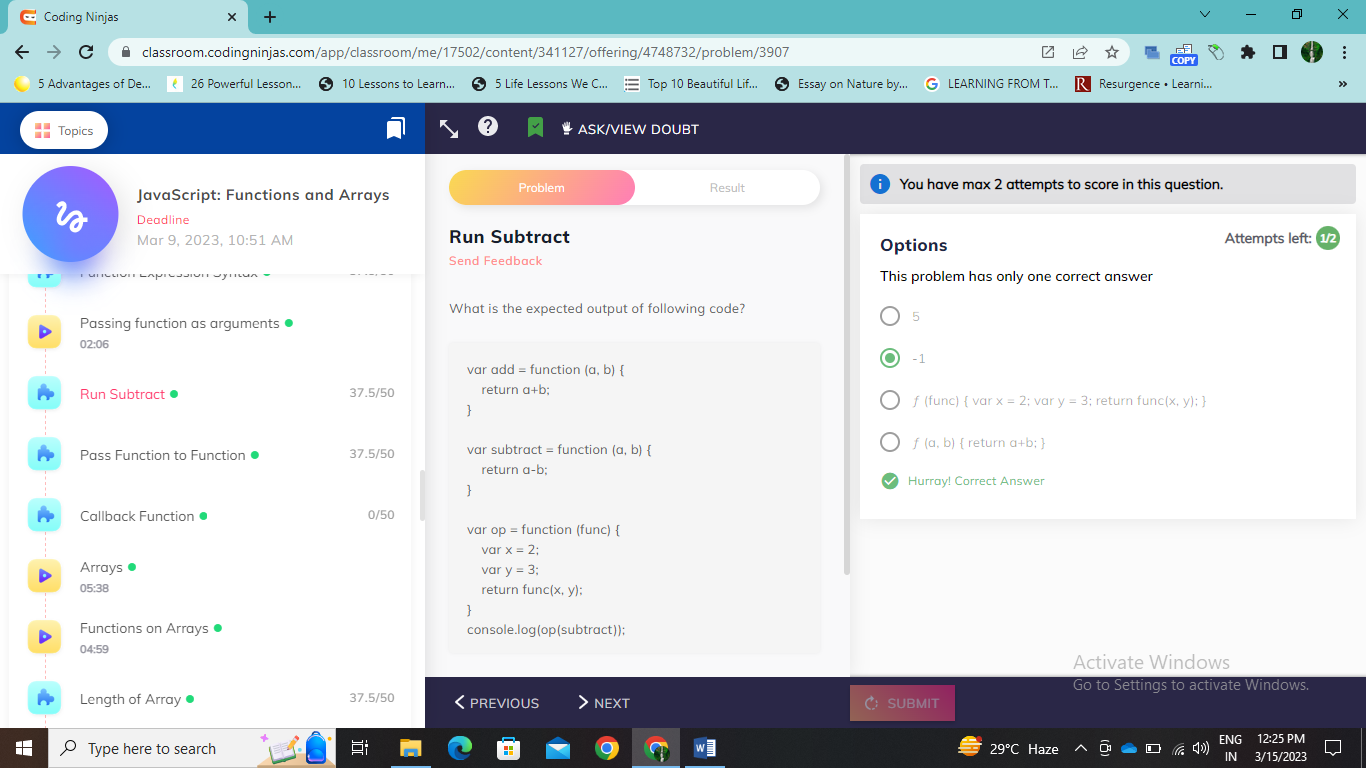 Coding Ninjas
classroom.codingninjas.com/app/classroom/me/17502/content/341127/offering/4748732/problem/3907
COPY
5 Advantages of De...
26 Powerful Lesson...
10 Lessons to Learn...
5 Life Lessons We C...
Top 10 Beautiful Lif...
Essay on Nature by...
LEARNING FROM T...
Resurgence • Learni...
Topics
ASK/VIEW DOUBT
JavaScript: Functions and Arrays
Deadline
Mar 9, 2023, 10:51 AM
Function Expression Syntax
37.5/50
Passing function as arguments
02:06
Run Subtract
37.5/50
Pass Function to Function
37.5/50
Callback Function
0/50
Arrays
05:38
Functions on Arrays
04:59
Length of Array
37.5/50
Problem
Result
Run Subtract
Send Feedback
What is the expected output of following code?
var add = function (a, b) {
return a+b;
}
var subtract = function (a, b) {
return a-b;
}
var op = function (func) {
var x = 2;
var y = 3;
return func(x, y);
}
console.log(op(subtract));
PREVIOUS
NEXT
You have max 2 attempts to score in this question.
Options
Attempts left: 1/2
This problem has only one correct answer
5
-1
ƒ (func) { var x = 2; var y = 3; return func(x, y); }
ƒ (a, b) { return a+b; }
Hurray! Correct Answer
Activate Windows
Go to Settings to activate Windows.
SUBMIT
Type here to search
29°C Haze
ENG
IN
12:25 PM
3/15/2023